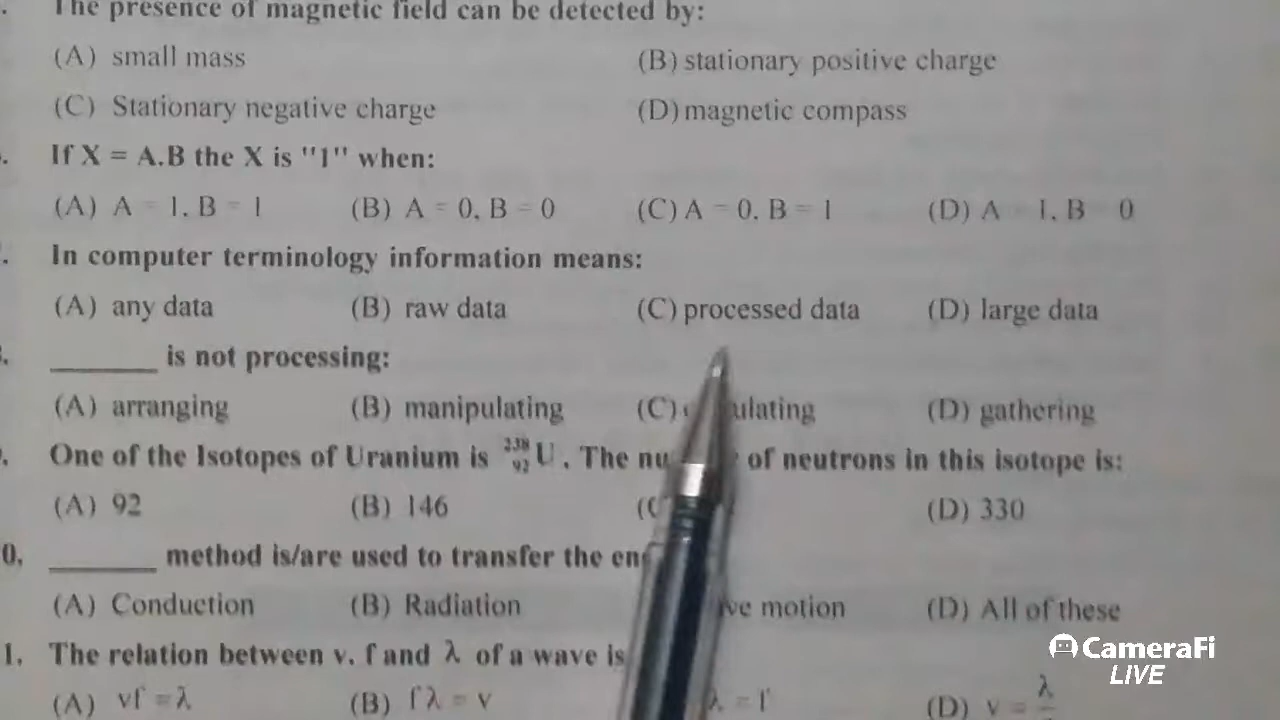 The presence of magnetic field can be detected by:
(A) small mass (B) stationary positive charge
(C) Stationary negative charge (D) magnetic compass
If X = A.B the X is "1" when:
(A) A = 1, B = 1 (B) A = 0, B = 0 (C) A = 0, B = 1 (D) A = 1, B = 0
In computer terminology information means:
(A) any data (B) raw data (C) processed data (D) large data
______ is not processing:
(A) arranging (B) manipulating (C) (D) gathering
One of the Isotopes of Uranium is ²³⁸₉₂U. The of neutrons in this isotope is:
(A) 92 (B) 146 (D) 330
0. ______ method is/are used to transfer the
(A) Conduction (B) Radiation motion (D) All of these
1. The relation between v, f and λ of a wave is
(A) vf = λ (B) fλ = v λ = f (D) v = λ
CameraFi
LIVE